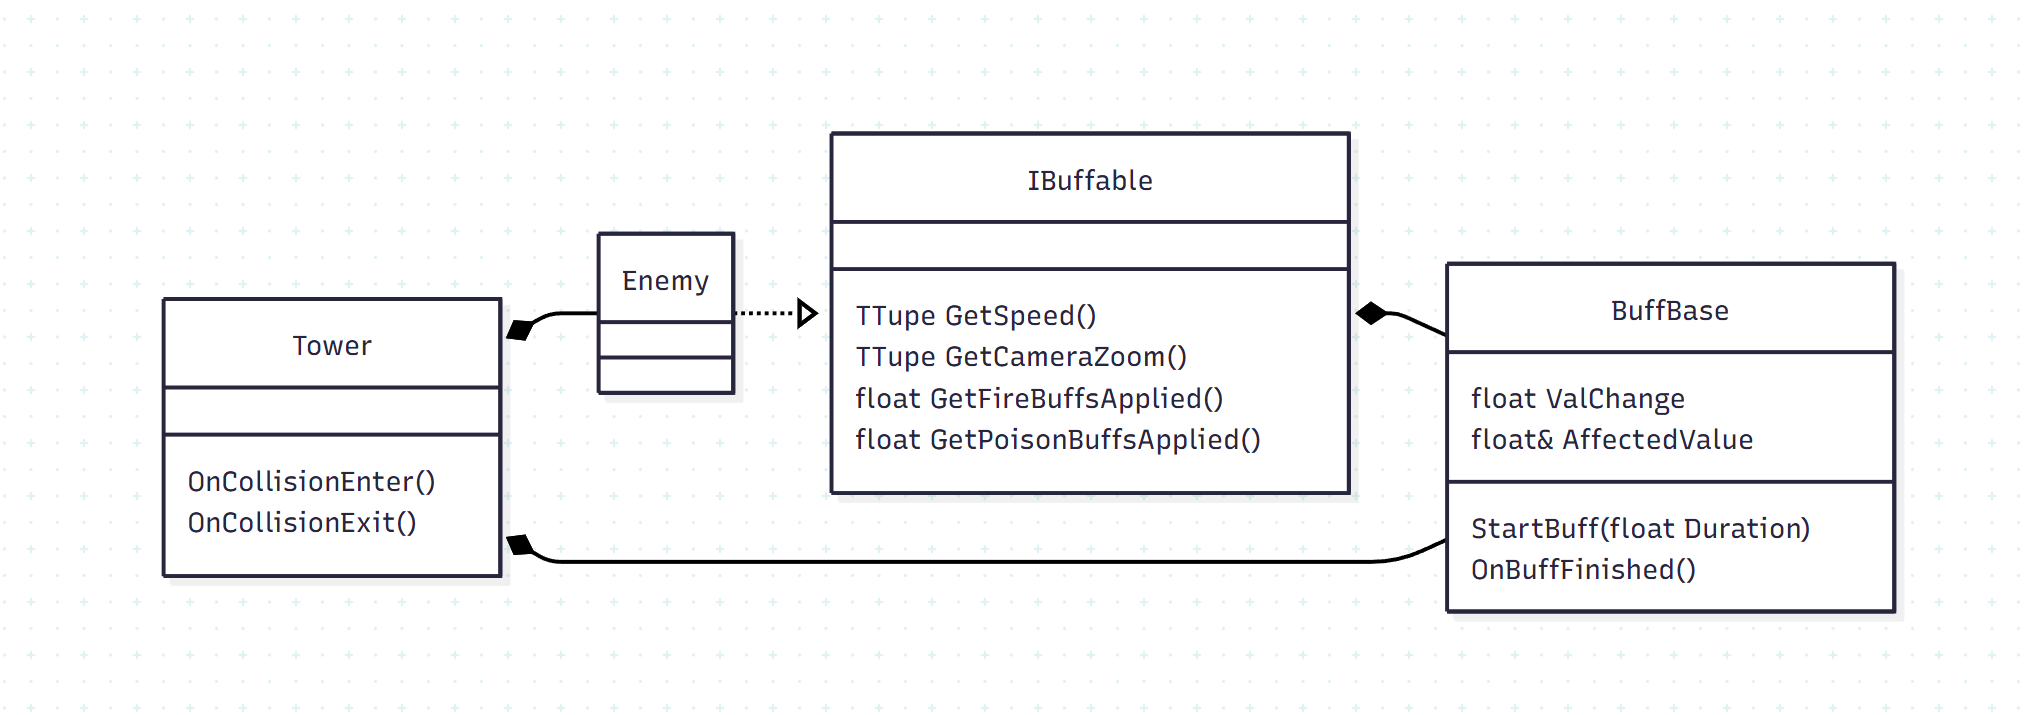 Tower
OnCollisionEnter()
OnCollisionExit()
Enemy
IBuffable
TTupe GetSpeed()
TTupe GetCameraZoom()
float GetFireBuffsApplied()
float GetPoisonBuffsApplied()
BuffBase
float ValChange
float& AffectedValue
StartBuff(float Duration)
OnBuffFinished()